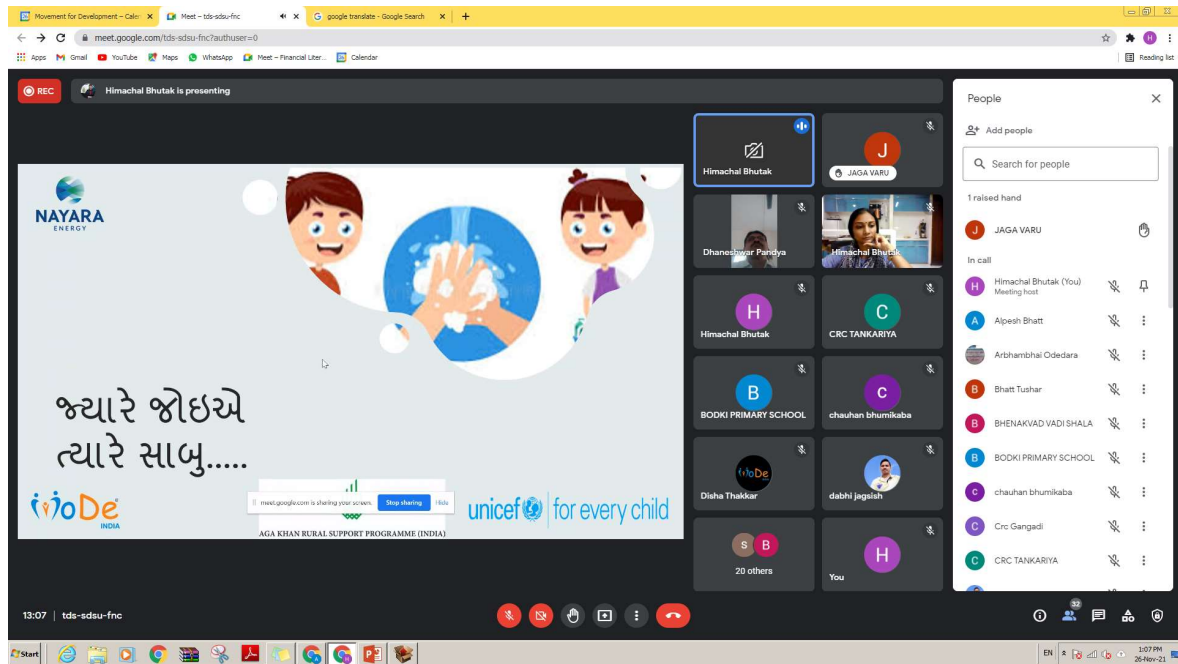 Movement for Development – Caler
Meet – tds-sdsu-fnc
google translate - Google Search
meet.google.com/tds-sdsu-fnc?authuser=0
Apps
Gmail
YouTube
Maps
WhatsApp
Meet – Financial Liter...
Calendar
Reading list
REC
Himachal Bhutak is presenting
NAYARA
ENERGY
જ્યારે જોઇએ
ત્યારે સાબુ.....
MoDe
INDIA
meet.google.com is sharing your screen.
Stop sharing
Hide
AGA KHAN RURAL SUPPORT PROGRAMME (INDIA)
unicef
for every child
Himachal Bhutak
J
JAGA VARU
Dhaneshwar Pandya
Himachal Bhutak
H
Himachal Bhutak
C
CRC TANKARIYA
B
BODKI PRIMARY SCHOOL
c
chauhan bhumikaba
MoDe
Disha Thakkar
dabhi jagsish
S B
20 others
H
You
People
Add people
Search for people
1 raised hand
J JAGA VARU
In call
H Himachal Bhutak (You)
Meeting host
A Alpesh Bhatt
Arbhambhai Odedara
B Bhatt Tushar
B BHENAKVAD VADI SHALA
B BODKI PRIMARY SCHOOL
c chauhan bhumikaba
C Crc Gangadi
C CRC TANKARIYA
13:07 | tds-sdsu-fnc
32
Start
EN
1:07 PM
26-Nov-21